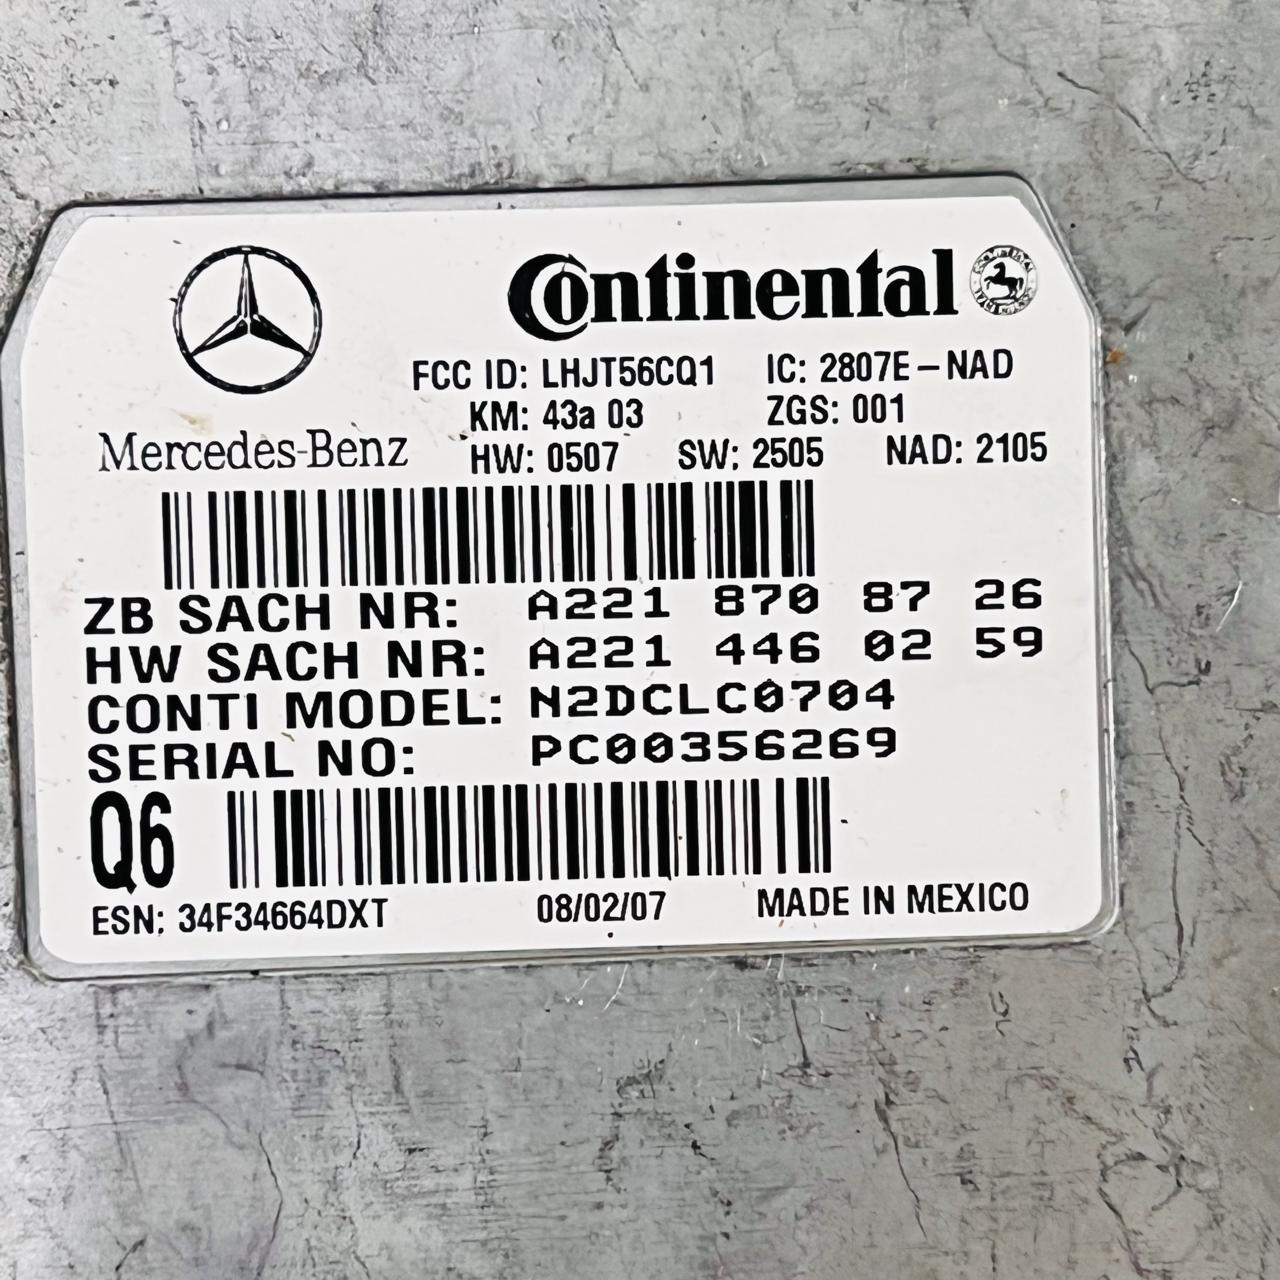 Continental
FCC ID: LHJT56CQ1 IC: 2807E-NAD
KM: 43a 03 ZGS: 001
Mercedes-Benz HW: 0507 SW: 2505 NAD: 2105
ZB SACH NR: A221 870 87 26
HW SACH NR: A221 446 02 59
CONTI MODEL: N2DCLC0704
SERIAL NO: PC00356269
Q6
ESN: 34F34664DXT 08/02/07 MADE IN MEXICO